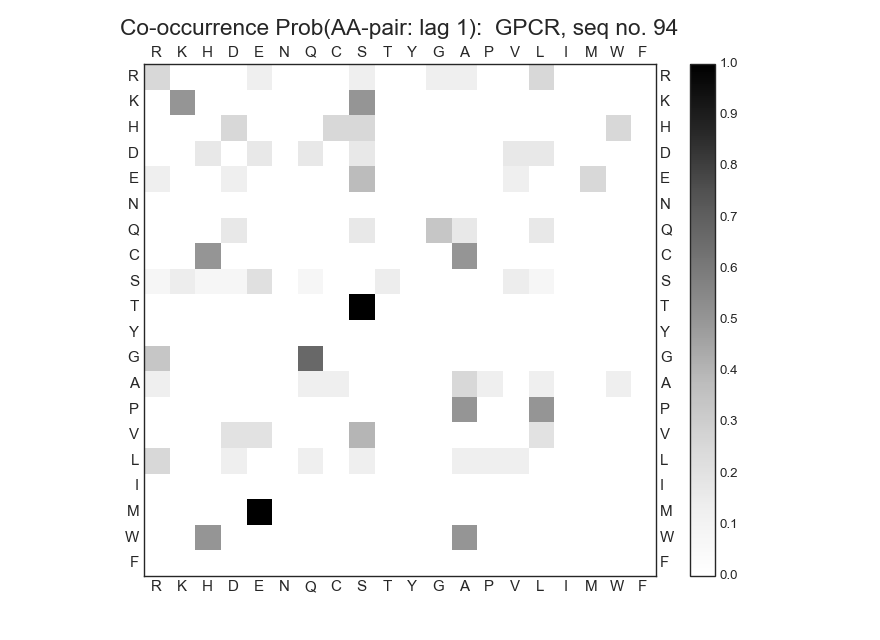 Co-occurrence Prob(AA-pair: lag 1):  GPCR, seq no. 94
R K H D E N Q C S T Y G A P V L I M W F
R R
K K
H H
D D
E E
N N
Q Q
C C
S S
T T
Y Y
G G
A A
P P
V V
L L
I I
M M
W W
F F
R K H D E N Q C S T Y G A P V L I M W F
1.0
0.9
0.8
0.7
0.6
0.5
0.4
0.3
0.2
0.1
0.0